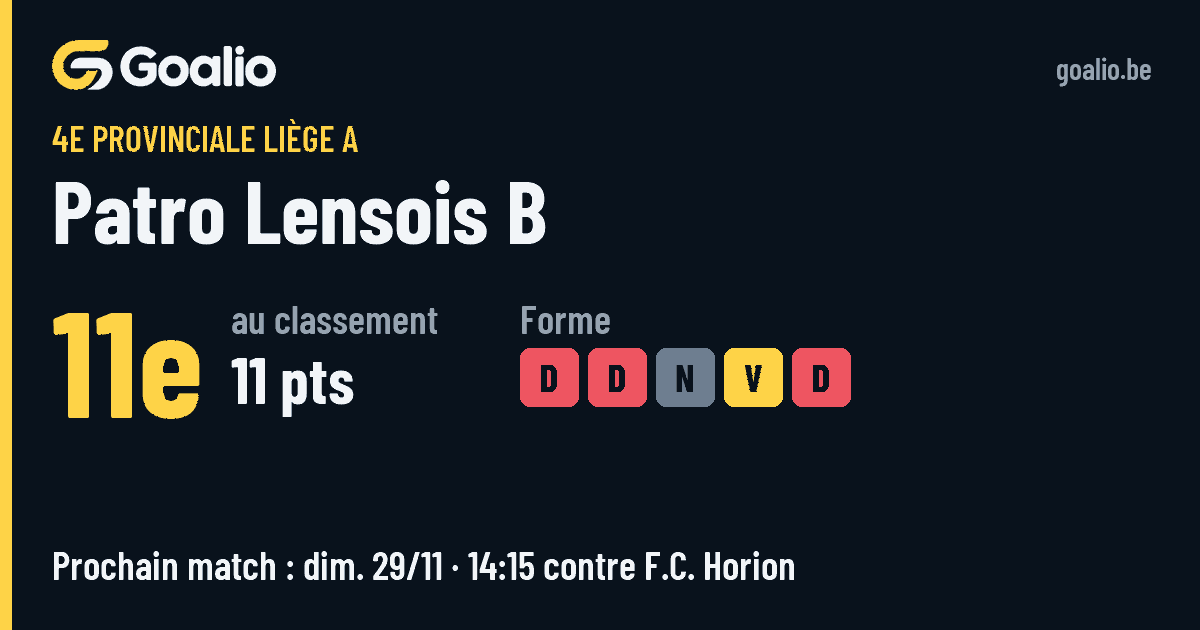 Goalio
goalio.be
4E PROVINCIALE LIÈGE A
Patro Lensois B
11e
au classement
11 pts
Forme
D D N V D
Prochain match : dim. 29/11 · 14:15 contre F.C. Horion